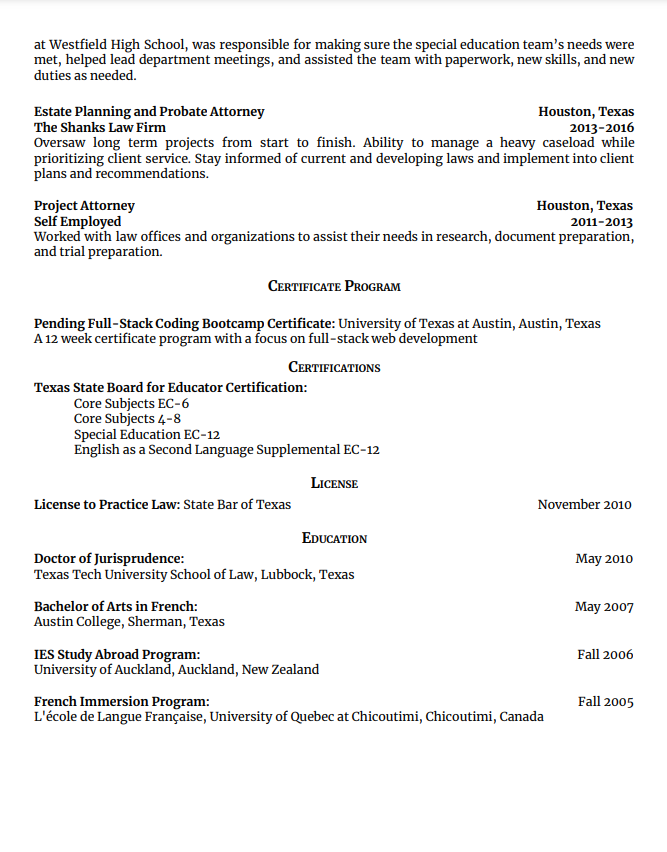 at Westfield High School, was responsible for making sure the special education team's needs were
met, helped lead department meetings, and assisted the team with paperwork, new skills, and new
duties as needed.
Estate Planning and Probate Attorney Houston, Texas
The Shanks Law Firm 2013-2016
Oversaw long term projects from start to finish. Ability to manage a heavy caseload while
prioritizing client service. Stay informed of current and developing laws and implement into client
plans and recommendations.
Project Attorney Houston, Texas
Self Employed 2011-2013
Worked with law offices and organizations to assist their needs in research, document preparation,
and trial preparation.
Certificate Program
Pending Full-Stack Coding Bootcamp Certificate: University of Texas at Austin, Austin, Texas
A 12 week certificate program with a focus on full-stack web development
Certifications
Texas State Board for Educator Certification:
Core Subjects EC-6
Core Subjects 4-8
Special Education EC-12
English as a Second Language Supplemental EC-12
License
License to Practice Law: State Bar of Texas November 2010
Education
Doctor of Jurisprudence: May 2010
Texas Tech University School of Law, Lubbock, Texas
Bachelor of Arts in French: May 2007
Austin College, Sherman, Texas
IES Study Abroad Program: Fall 2006
University of Auckland, Auckland, New Zealand
French Immersion Program: Fall 2005
L'école de Langue Française, University of Quebec at Chicoutimi, Chicoutimi, Canada